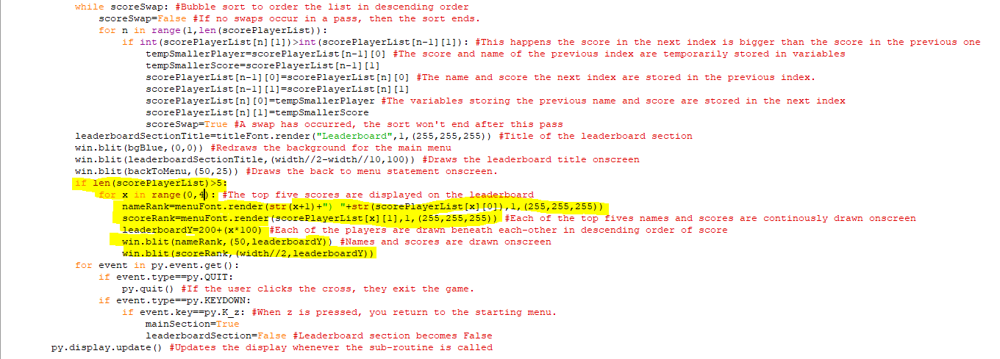 while scoreSwap: #Bubble sort to order the list in descending order
scoreSwap=False #If no swaps occur in a pass, then the sort ends.
for n in range(1,len(scorePlayerList)):
if int(scorePlayerList[n][1])>int(scorePlayerList[n-1][1]): #This happens the score in the next index is bigger than the score in the previous one
tempSmallerPlayer=scorePlayerList[n-1][0] #The score and name of the previous index are temporarily stored in variables
tempSmallerScore=scorePlayerList[n-1][1]
scorePlayerList[n-1][0]=scorePlayerList[n][0] #The name and score the next index are stored in the previous index.
scorePlayerList[n-1][1]=scorePlayerList[n][1]
scorePlayerList[n][0]=tempSmallerPlayer #The variables storing the previous name and score are stored in the next index
scorePlayerList[n][1]=tempSmallerScore
scoreSwap=True #A swap has occurred, the sort won't end after this pass
leaderboardSectionTitle=titleFont.render("Leaderboard",1,(255,255,255)) #Title of the leaderboard section
win.blit(bgBlue,(0,0)) #Redraws the background for the main menu
win.blit(leaderboardSectionTitle,(width//2-width//10,100)) #Draws the leaderboard title onscreen
win.blit(backToMenu,(50,25)) #Draws the back to menu statement onscreen.
if len(scorePlayerList)>5:
for x in range(0,4): #The top five scores are displayed on the leaderboard
nameRank=menuFont.render(str(x+1)+") "+str(scorePlayerList[x][0]),1,(255,255,255))
scoreRank=menuFont.render(scorePlayerList[x][1],1,(255,255,255)) #Each of the top fives names and scores are continously drawn onscreen
leaderboardY=200+(x*100) #Each of the players are drawn beneath each-other in descending order of score
win.blit(nameRank,(50,leaderboardY)) #Names and scores are drawn onscreen
win.blit(scoreRank,(width//2,leaderboardY))
for event in py.event.get():
if event.type==py.QUIT:
py.quit() #If the user clicks the cross, they exit the game.
if event.type==py.KEYDOWN:
if event.key==py.K_z: #When z is pressed, you return to the starting menu.
mainSection=True
leaderboardSection=False #Leaderboard section becomes False
py.display.update() #Updates the display whenever the sub-routine is called